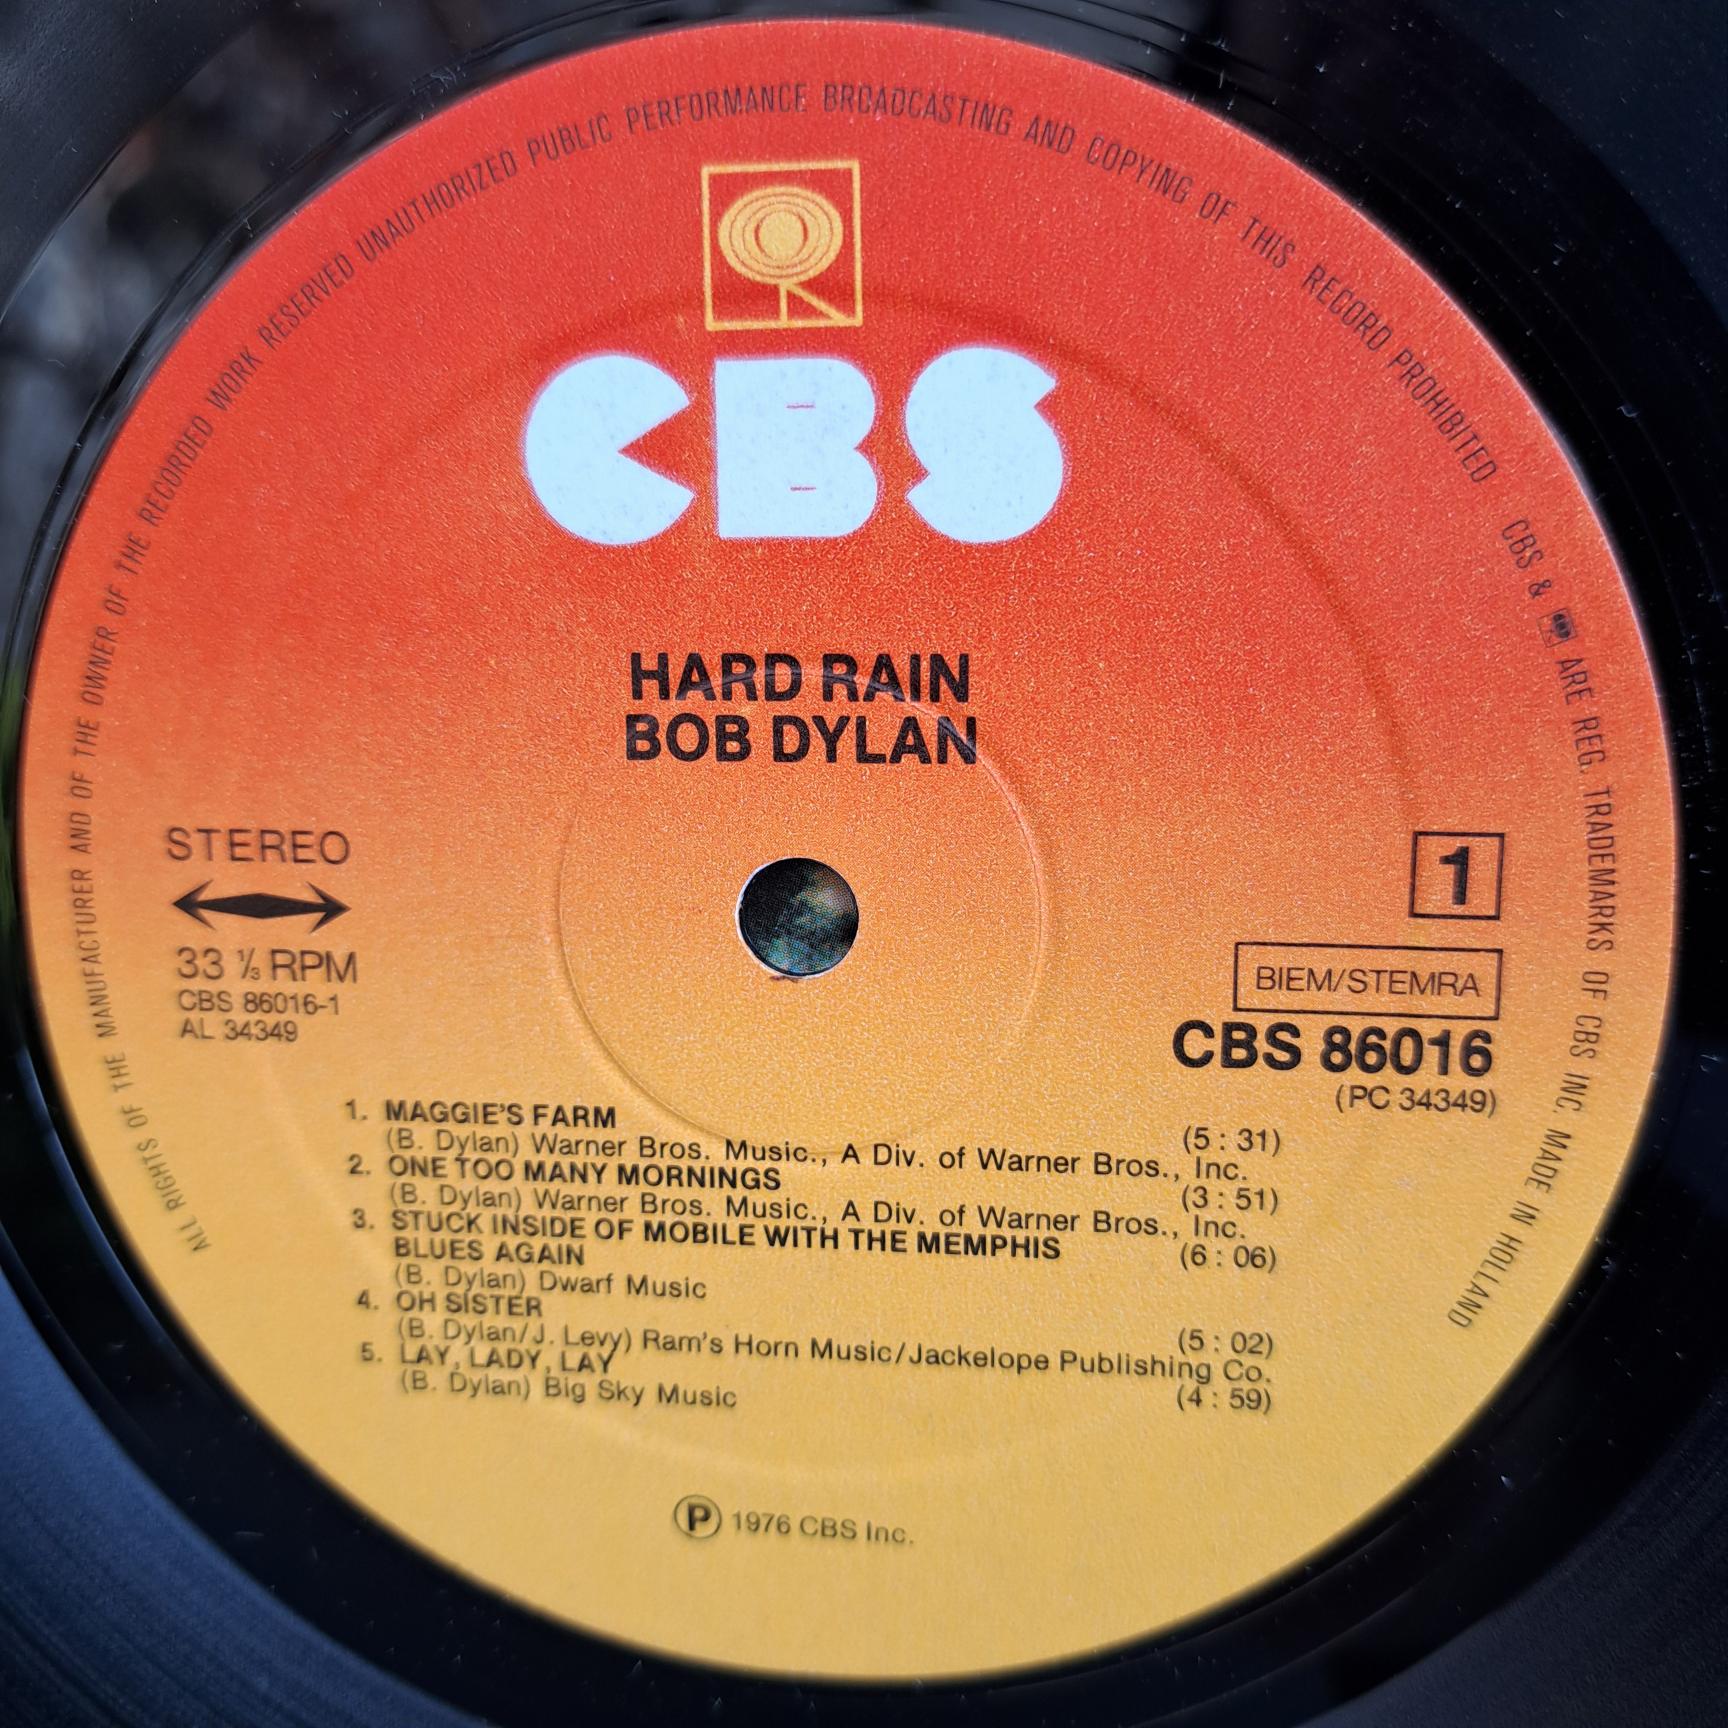 ALL RIGHTS OF THE MANUFACTURER AND OF THE OWNER OF THE RECORDED WORK RESERVED UNAUTHORIZED PUBLIC PERFORMANCE BROADCASTING AND COPYING OF THIS RECORD PROHIBITED CBS & ARE REG. TRADEMARKS OF CBS INC. MADE IN HOLLAND
CBS
HARD RAIN
BOB DYLAN
STEREO
33 ⅓ RPM
CBS 86016-1
AL 34349
1
BIEM/STEMRA
CBS 86016
(PC 34349)
1. MAGGIE'S FARM (5 : 31)
(B. Dylan) Warner Bros. Music., A Div. of Warner Bros., Inc.
2. ONE TOO MANY MORNINGS (3 : 51)
(B. Dylan) Warner Bros. Music., A Div. of Warner Bros., Inc.
3. STUCK INSIDE OF MOBILE WITH THE MEMPHIS (6 : 06)
BLUES AGAIN
(B. Dylan) Dwarf Music
4. OH SISTER (5 : 02)
(B. Dylan/J. Levy) Ram's Horn Music/Jackelope Publishing Co.
5. LAY, LADY, LAY (4 : 59)
(B. Dylan) Big Sky Music
Ⓟ 1976 CBS Inc.